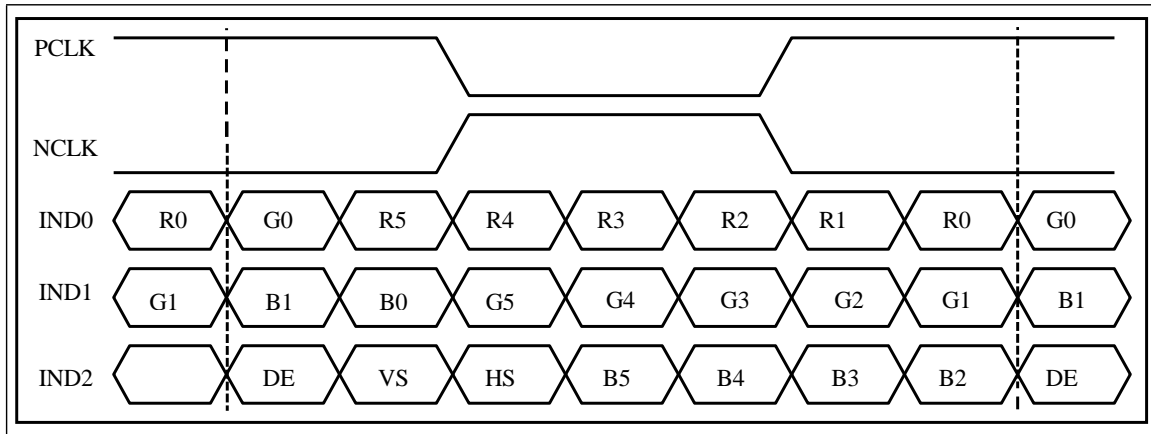 PCLK
NCLK
IND0 R0 G0 R5 R4 R3 R2 R1 R0 G0
IND1 G1 B1 B0 G5 G4 G3 G2 G1 B1
IND2 DE VS HS B5 B4 B3 B2 DE